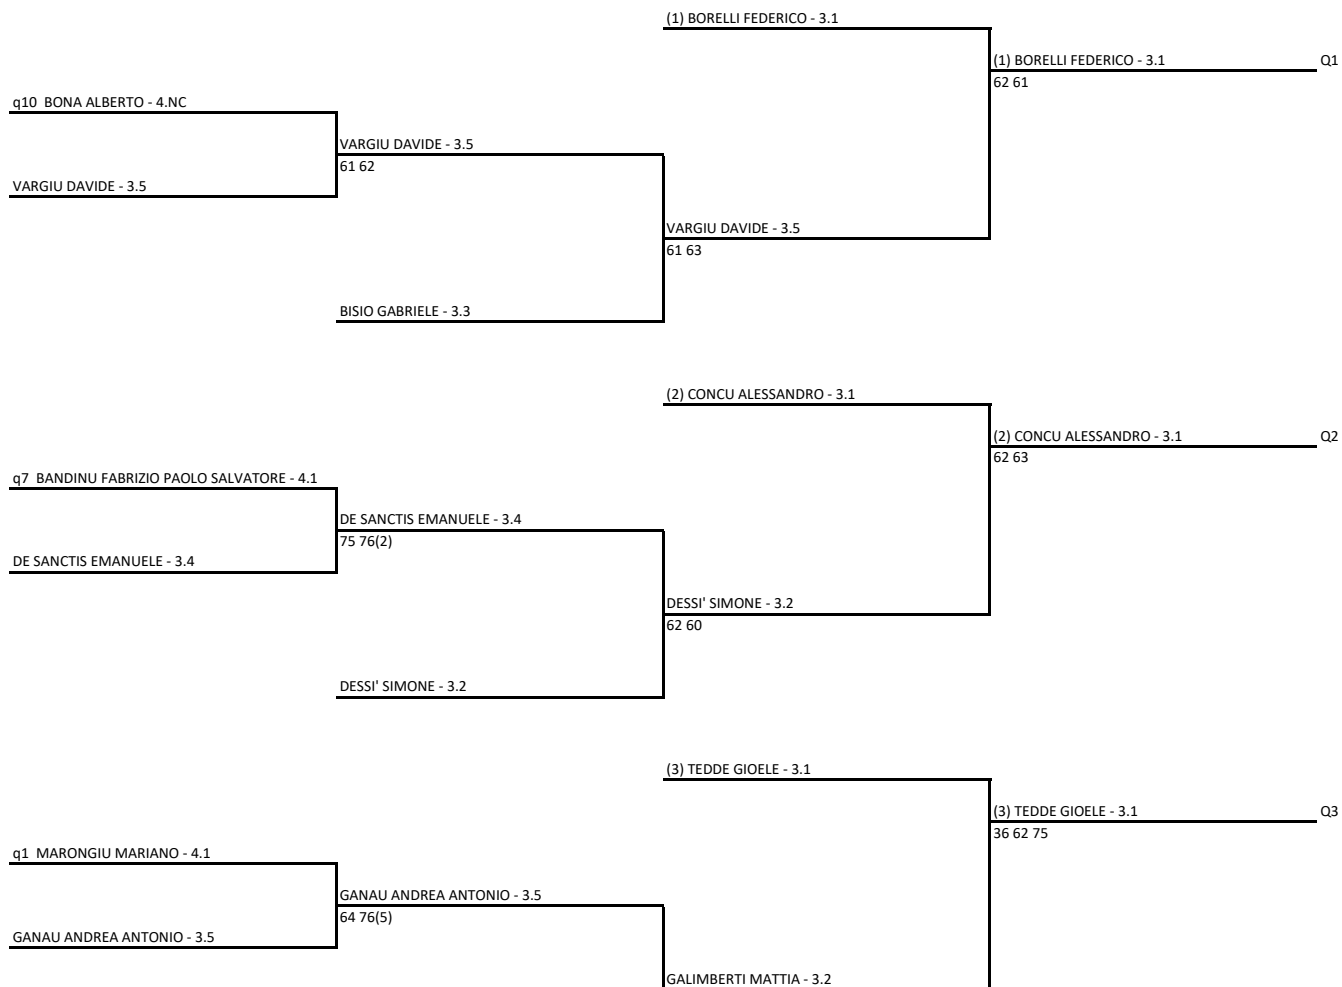 (1) BORELLI FEDERICO - 3.1
(1) BORELLI FEDERICO - 3.1
Q1
62 61
q10 BONA ALBERTO - 4.NC
VARGIU DAVIDE - 3.5
61 62
VARGIU DAVIDE - 3.5
VARGIU DAVIDE - 3.5
61 63
BISIO GABRIELE - 3.3
(2) CONCU ALESSANDRO - 3.1
(2) CONCU ALESSANDRO - 3.1
Q2
62 63
q7 BANDINU FABRIZIO PAOLO SALVATORE - 4.1
DE SANCTIS EMANUELE - 3.4
75 76(2)
DE SANCTIS EMANUELE - 3.4
DESSI' SIMONE - 3.2
62 60
DESSI' SIMONE - 3.2
(3) TEDDE GIOELE - 3.1
(3) TEDDE GIOELE - 3.1
Q3
36 62 75
q1 MARONGIU MARIANO - 4.1
GANAU ANDREA ANTONIO - 3.5
64 76(5)
GANAU ANDREA ANTONIO - 3.5
GALIMBERTI MATTIA - 3.2